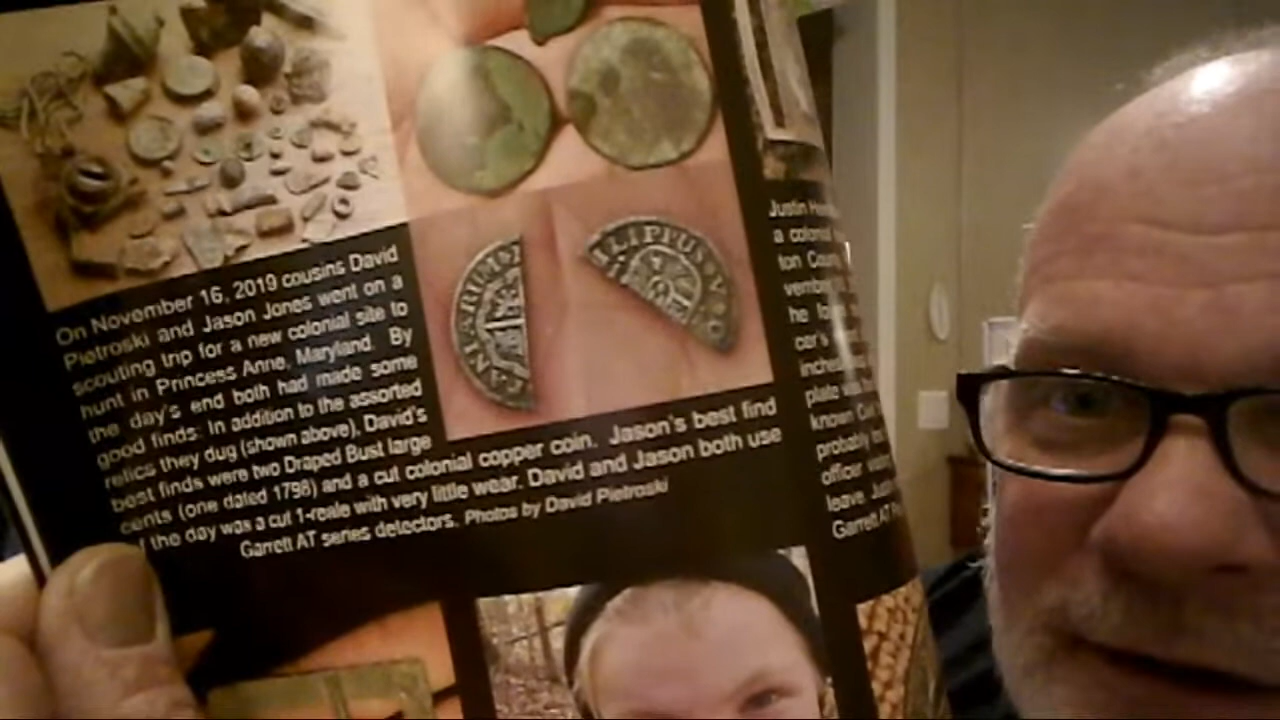 On November 16, 2019 cousins David
Pietroski and Jason Jones went on a
scouting trip for a new colonial site to
hunt in Princess Anne, Maryland. By
the day's end both had made some
good finds. In addition to the assorted
relics they dug (shown above), David's
best finds were two Draped Bust large
cents (one dated 1798) and a cut colonial copper coin. Jason's best find
the day was a cut 1-reale with very little wear. David and Jason both use
Garrett AT series detectors. Photos by David Pietroski
ILIPPUS V
Justin
a colonial
ton
he
cer's
plate
known
probably
officer
leave
Garrett AT